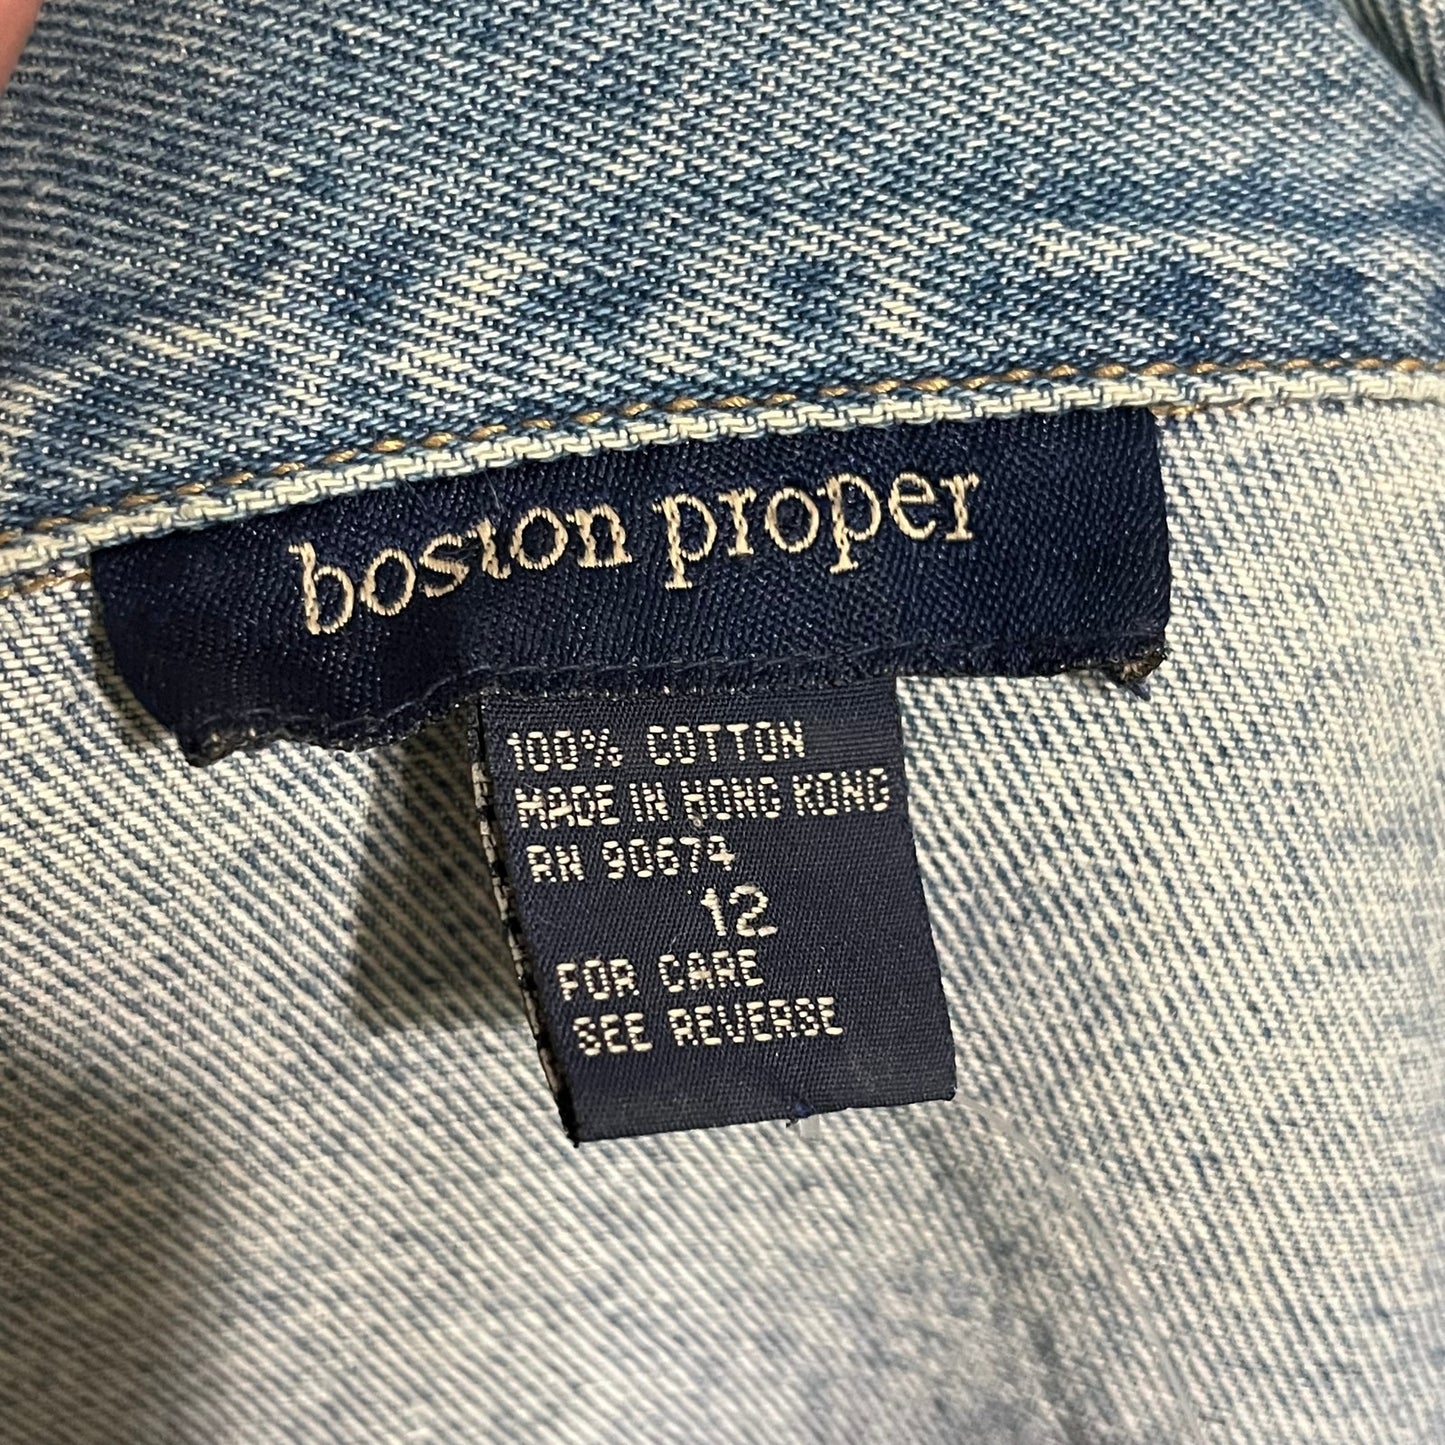 boston proper
100% COTTON
MADE IN HONG KONG
RN 90674
12
FOR CARE
SEE REVERSE